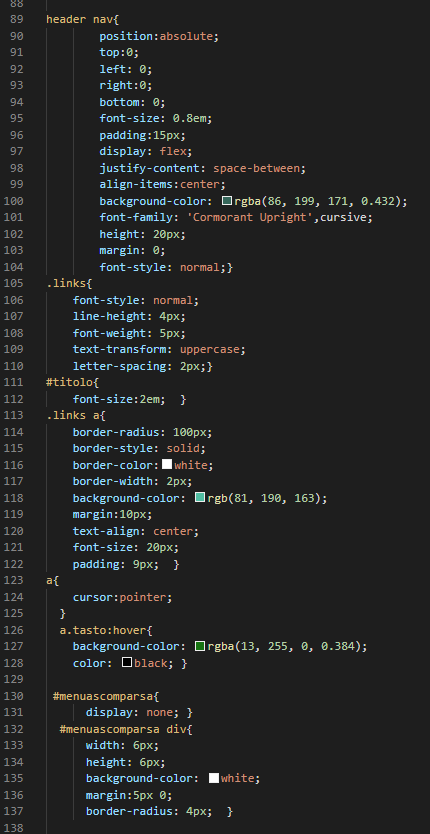 88
89 header nav{
90 position:absolute;
91 top:0;
92 left: 0;
93 right:0;
94 bottom: 0;
95 font-size: 0.8em;
96 padding:15px;
97 display: flex;
98 justify-content: space-between;
99 align-items:center;
100 background-color: rgba(86, 199, 171, 0.432);
101 font-family: 'Cormorant Upright',cursive;
102 height: 20px;
103 margin: 0;
104 font-style: normal;}
105 .links{
106 font-style: normal;
107 line-height: 4px;
108 font-weight: 5px;
109 text-transform: uppercase;
110 letter-spacing: 2px;}
111 #titolo{
112 font-size:2em; }
113 .links a{
114 border-radius: 100px;
115 border-style: solid;
116 border-color: white;
117 border-width: 2px;
118 background-color: rgb(81, 190, 163);
119 margin:10px;
120 text-align: center;
121 font-size: 20px;
122 padding: 9px; }
123 a{
124 cursor:pointer;
125 }
126 a.tasto:hover{
127 background-color: rgba(13, 255, 0, 0.384);
128 color: black; }
129
130 #menuascomparsa{
131 display: none; }
132 #menuascomparsa div{
133 width: 6px;
134 height: 6px;
135 background-color: white;
136 margin:5px 0;
137 border-radius: 4px; }
138